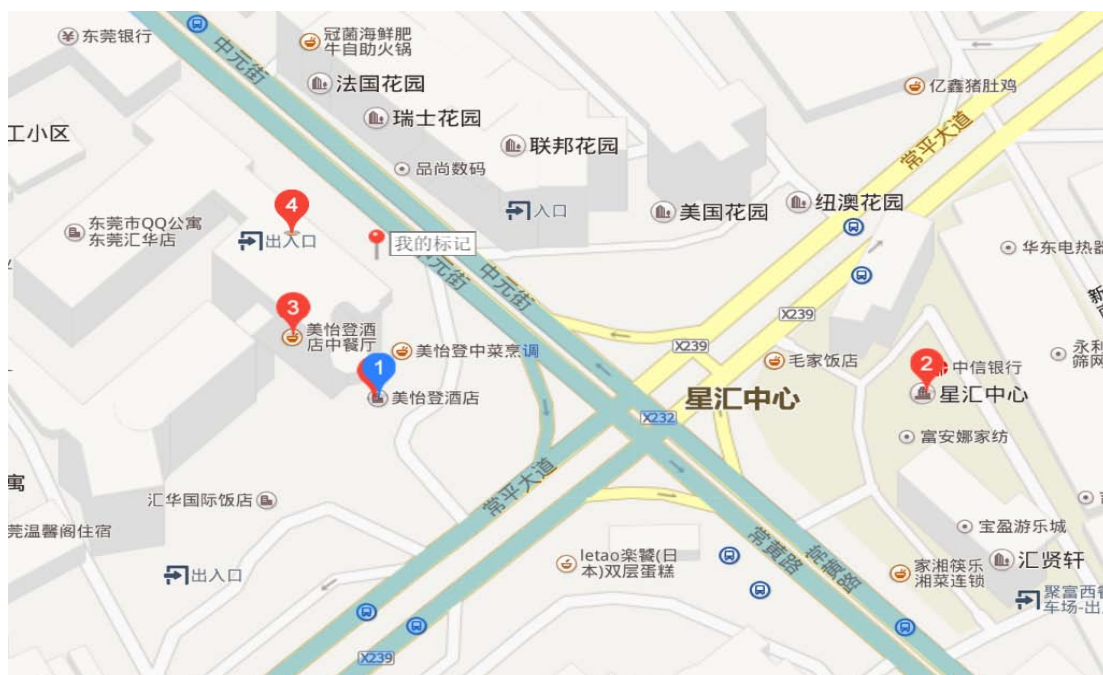 东莞银行
冠菌海鲜肥
牛自助火锅
中元街
法国花园
亿鑫猪肚鸡
瑞士花园
工小区
联邦花园
常平大道
品尚数码
4
东莞市QQ公寓
东莞汇华店
出入口
入口
美国花园
纽澳花园
我的标记
华东电热器
中元街
中元街
新
3
X239
美怡登酒
店中餐厅
X239
美怡登中菜烹调
毛家饭店
永利
筛网
1
2
中信银行
美怡登酒店
星汇中心
星汇中心
X232
富安娜家纺
寓
汇华国际饭店
常平大道
莞温馨阁住宿
常黄路
常黄路
宝盈游乐城
letao楽饕(日
本)双层蛋糕
汇贤轩
出入口
家湘筷乐
湘菜连锁
聚富西餐
车场-出
X239